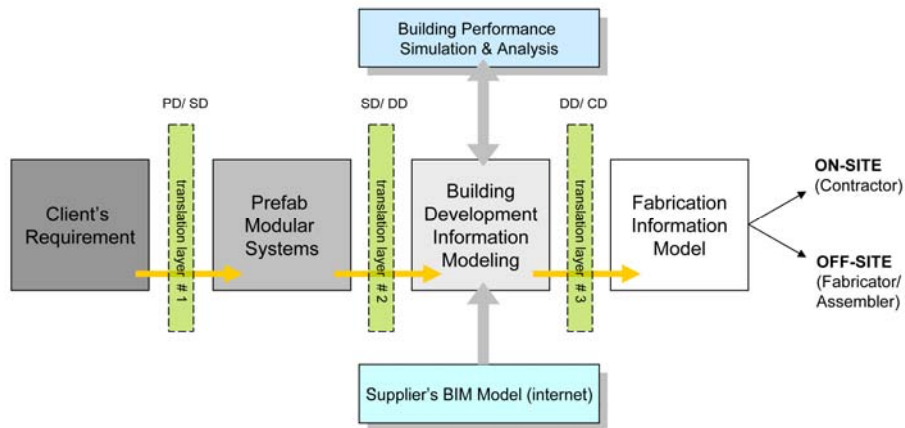 Building Performance
Simulation & Analysis
PD/ SD
SD/ DD
DD/ CD
Client's
Requirement
translation layer # 1
Prefab
Modular
Systems
translation layer # 2
Building
Development
Information
Modeling
translation layer # 3
Fabrication
Information
Model
ON-SITE
(Contractor)
OFF-SITE
(Fabricator/
Assembler)
Supplier's BIM Model (internet)